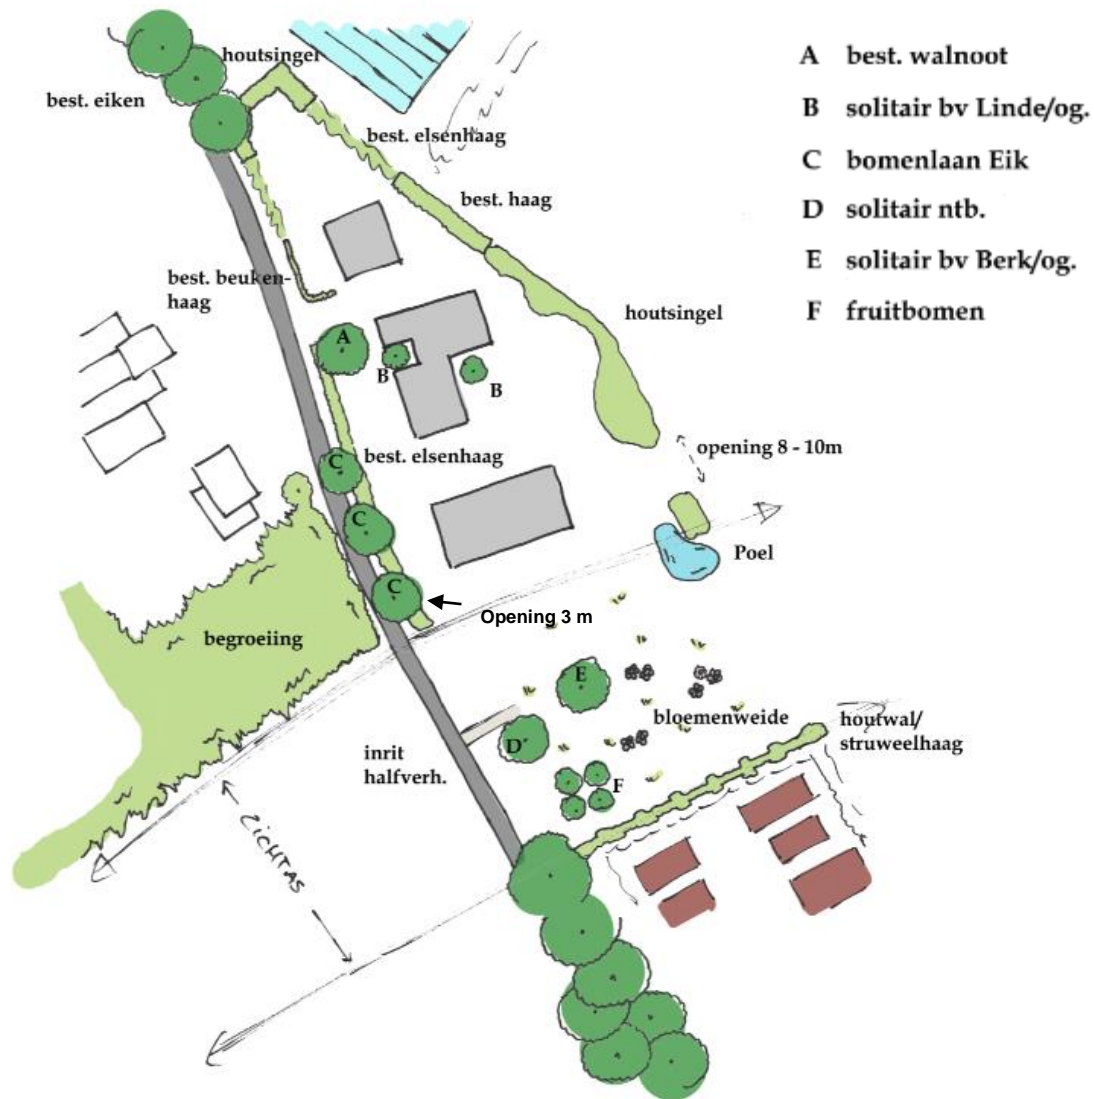 houtsingel
best. eiken
best. elsenhaag
best. haag
best. beuken-
haag
houtsingel
A
B
B
opening 8 - 10m
best. elsenhaag
C
C
C
Poel
Opening 3 m
begroeiing
E
bloemenweide
houtwal/
struweelhaag
D
inrit
halfverh.
F
ZICHTAS
A best. walnoot
B solitair bv Linde/og.
C bomenlaan Eik
D solitair ntb.
E solitair bv Berk/og.
F fruitbomen